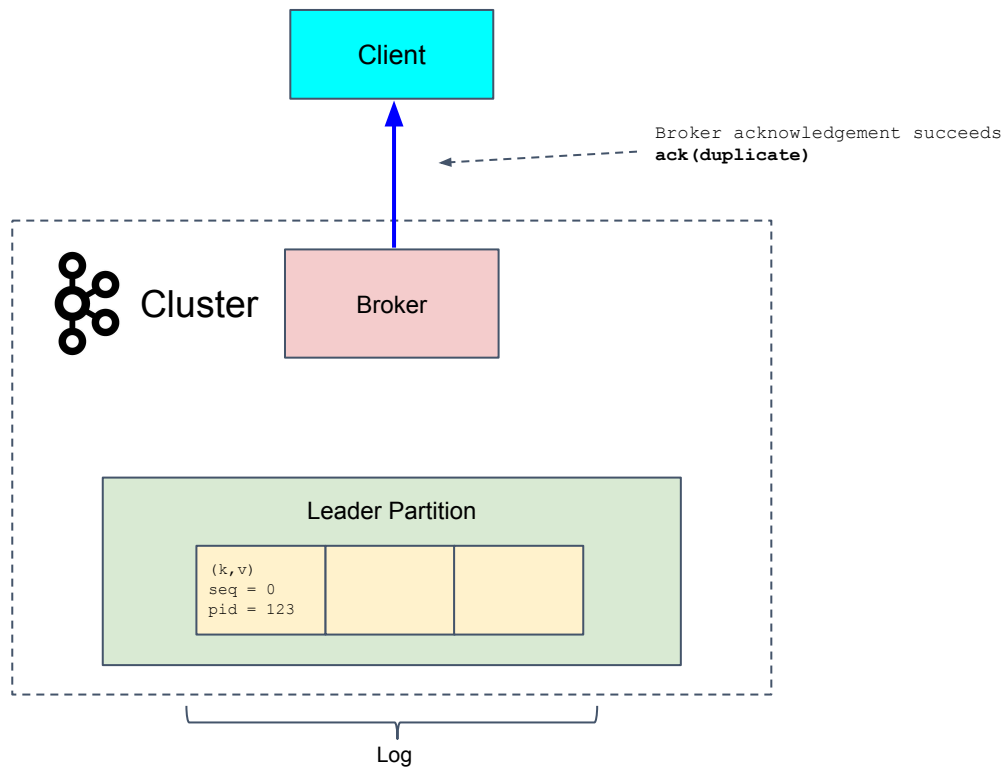 Client
Broker acknowledgement succeeds
ack(duplicate)
Cluster
Broker
Leader Partition
(k,v)
seq = 0
pid = 123
Log